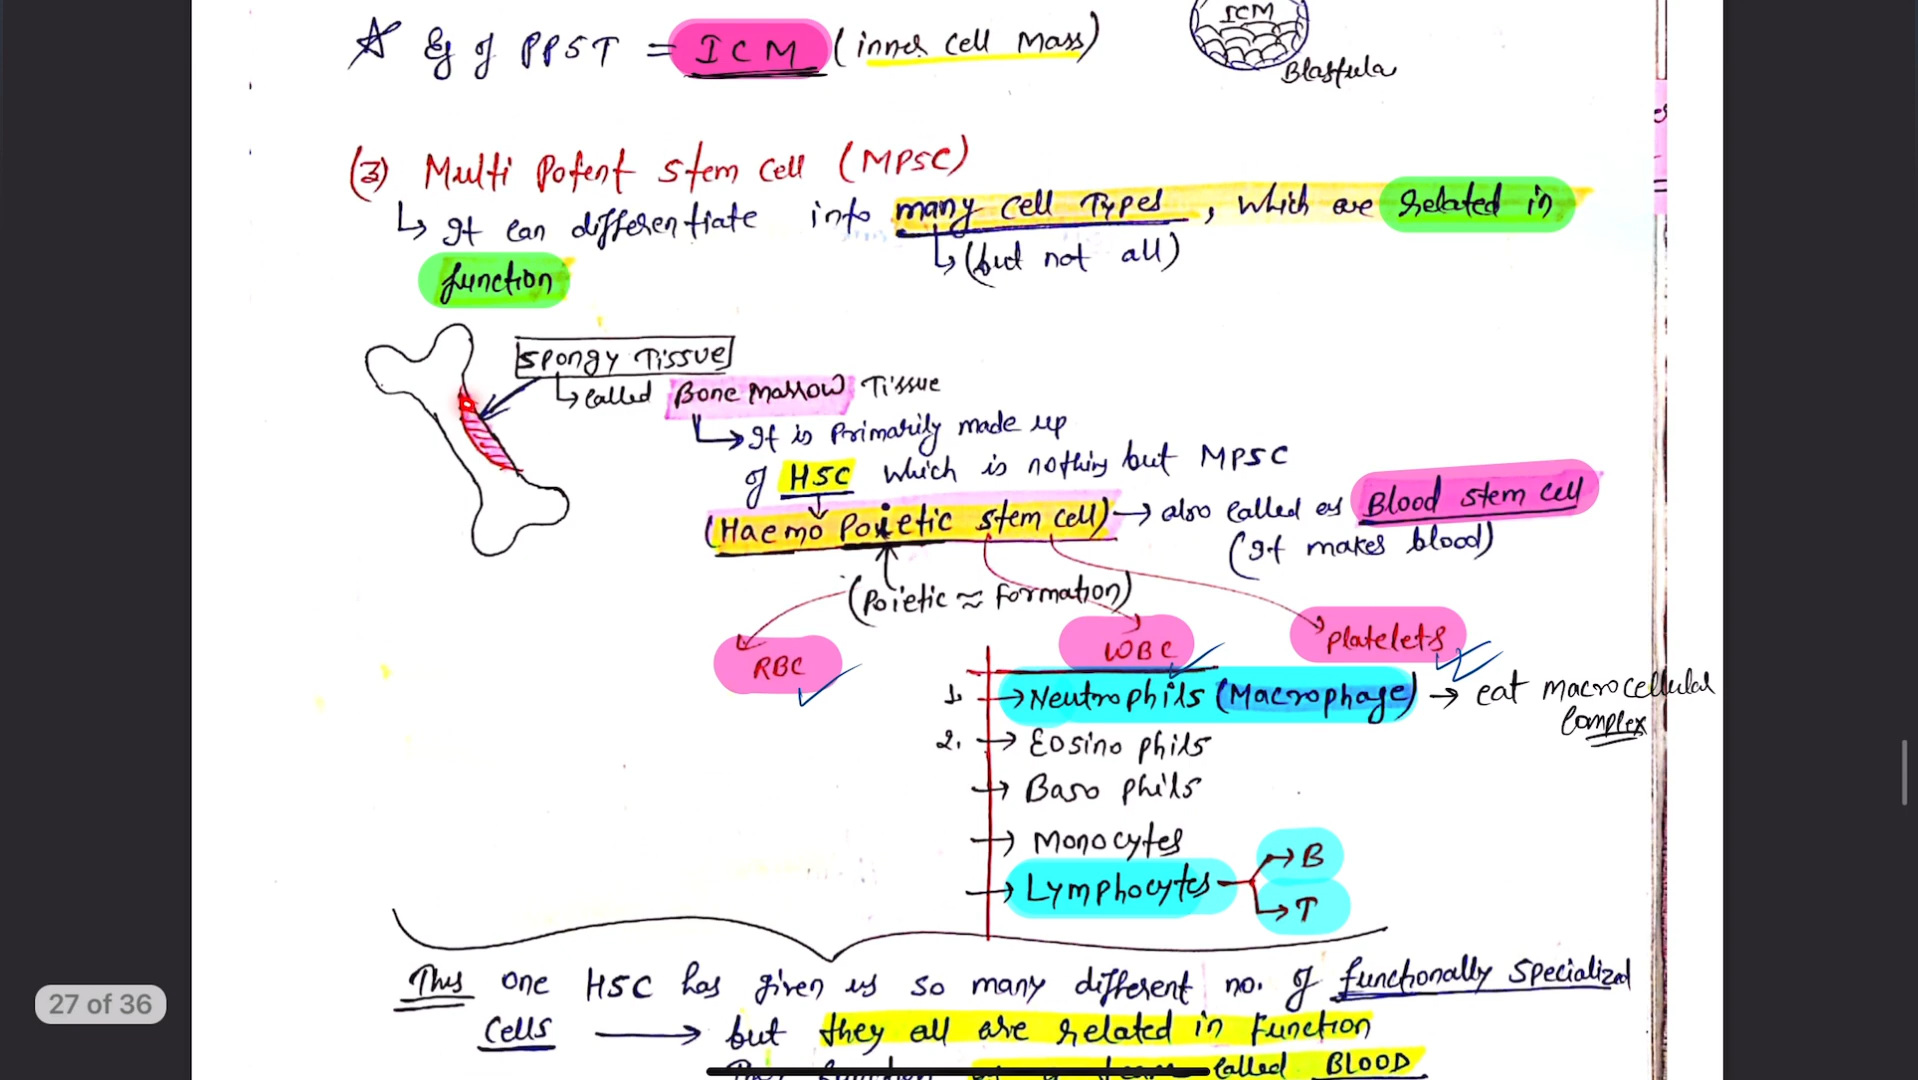 Eg of PPST = ICM (inner cell Mass)
ICM
Blastula
(3) Multi Potent stem cell (MPSC)
↳ It can differentiate into many cell Types, which are related in
↳ (but not all)
function
Spongy Tissue
↳ called Bone Marrow Tissue
↳ It is Primarily made up
of HSC which is nothing but MPSC
(Haemo Poietic stem cell) → also called as Blood stem cell
(It makes blood)
(Poietic ≈ Formation)
RBC
WBC
Platelets
1. → Neutrophils (Macrophage) → eat macrocellular
complex
2. → Eosino phils
→ Baso phils
→ Monocytes
→ Lymphocytes
→ B
→ T
Thus one HSC has given us so many different no. of functionally specialized
cells → but they all are related in Function
called BLOOD
27 of 36